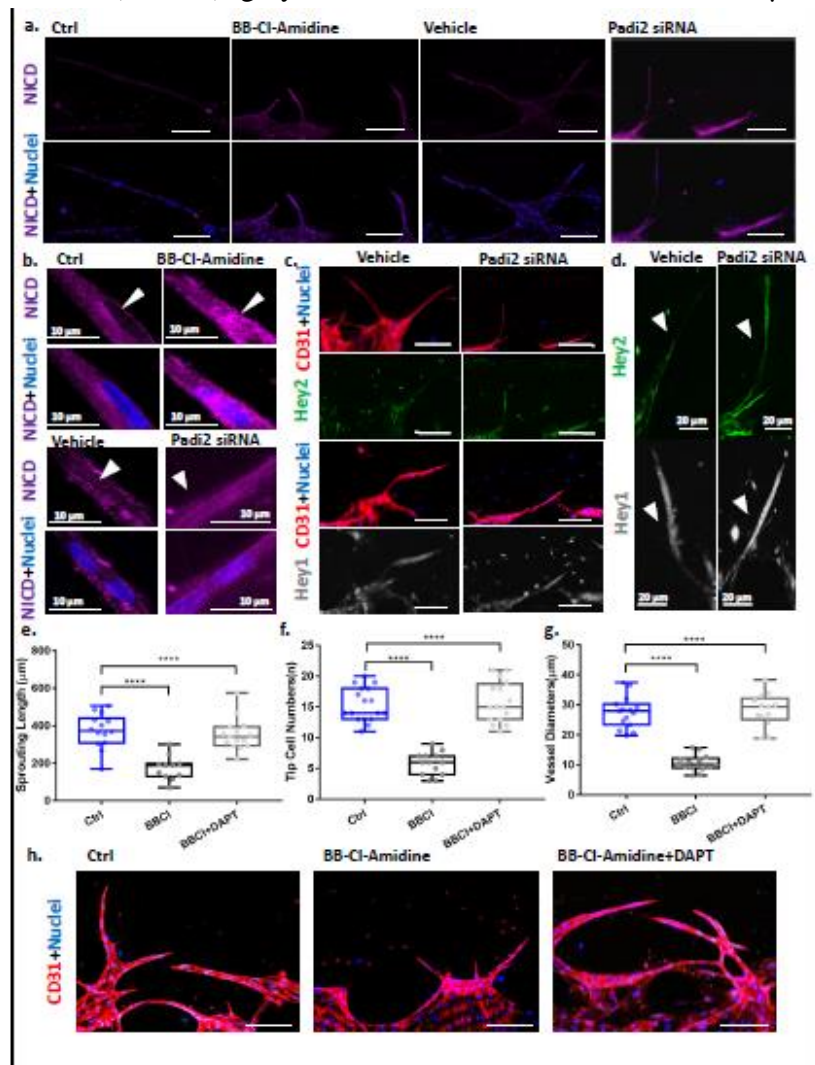 a. Ctrl BB-Cl-Amidine Vehicle Padi2 siRNA
NICD
NICD+Nuclei
b. Ctrl BB-Cl-Amidine c. Vehicle Padi2 siRNA d. Vehicle Padi2 siRNA
NICD
10 µm 10 µm
NICD+Nuclei
10 µm 10 µm
Vehicle Padi2 siRNA
NICD
10 µm 10 µm
NICD+Nuclei
10 µm 10 µm
CD31+Nuclei
Hey2
CD31+Nuclei
Hey1
Hey2
20 µm 20 µm
Hey1
20 µm 20 µm
e.
****
****
Sprouting Length (µm)
800
600
400
200
0
Ctrl BBCl BBCl+DAPT
f.
****
****
Tip Cell Numbers(n)
25
20
15
10
5
0
Ctrl BBCl BBCl+DAPT
g.
****
****
Vessel Diameters(µm)
50
40
30
20
10
0
Ctrl BBCl BBCl+DAPT
h. Ctrl BB-Cl-Amidine BB-Cl-Amidine+DAPT
CD31+Nuclei